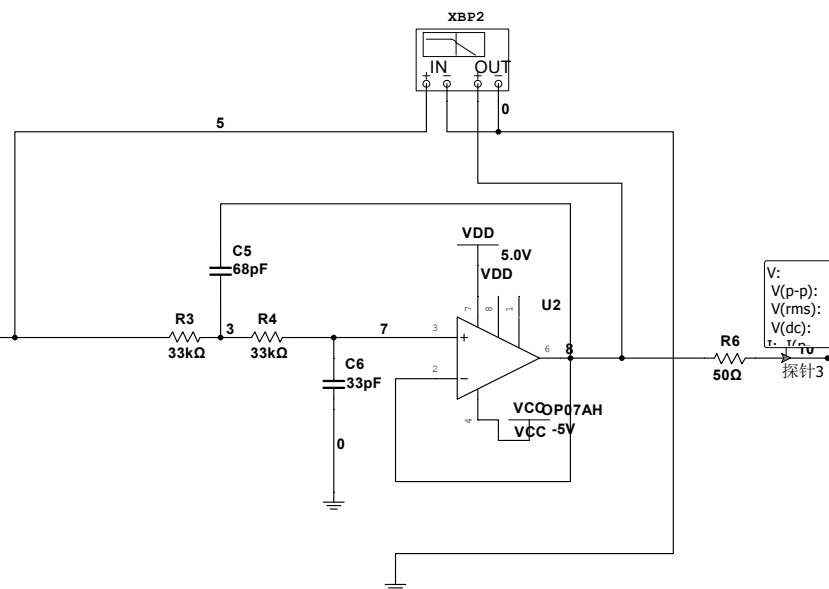 XBP2
IN OUT
+ - + -
0
5
C5
68pF
VDD
5.0V
VDD
7 8 1
U2
V:
V(p-p):
V(rms):
V(dc):
R3
33kΩ
3
R4
33kΩ
7
3
+
2
-
6
8
R6
50Ω
10
探针3
C6
33pF
4
VCC
OP07AH
VCC
-5V
0